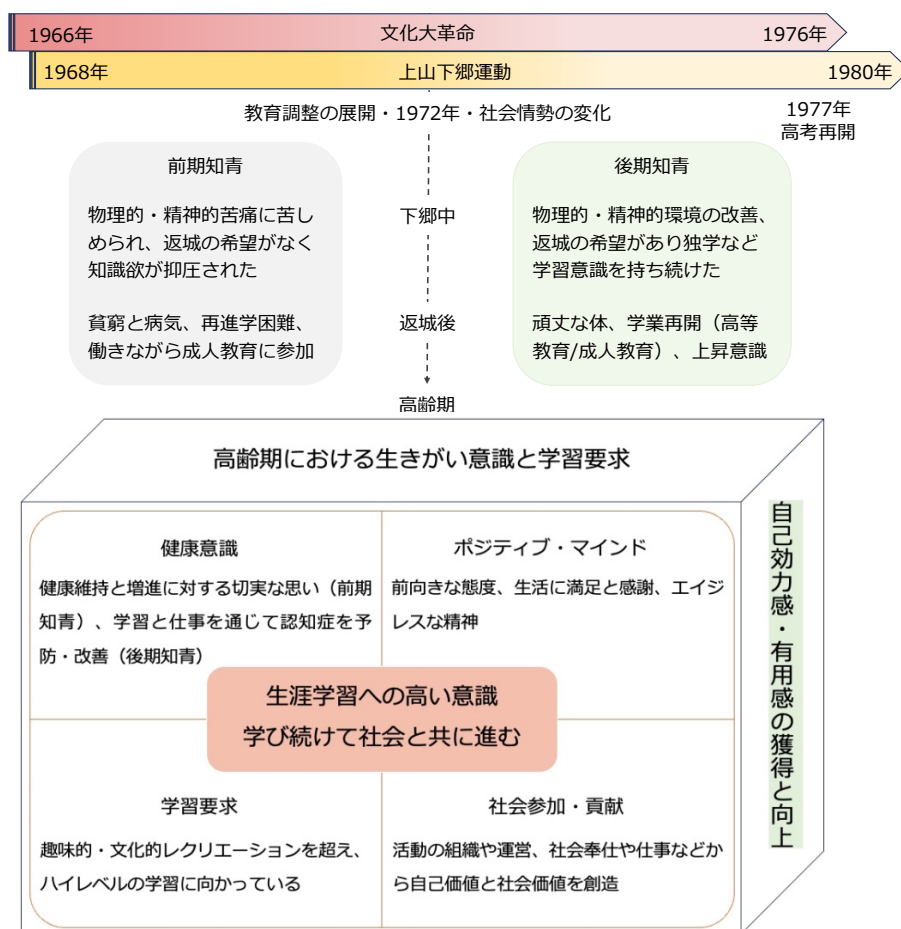 1966年 文化大革命 1976年
1968年 上山下郷運動 1980年
教育調整の展開・1972年・社会情勢の変化
1977年
高考再開
前期知青
物理的・精神的苦痛に苦し
められ、返城の希望がなく
知識欲が抑圧された
貧窮と病気、再進学困難、
働きながら成人教育に参加
下郷中
返城後
高齢期
後期知青
物理的・精神的環境の改善、
返城の希望があり独学など
学習意識を持ち続けた
頑丈な体、学業再開（高等
教育/成人教育）、上昇意識
高齢期における生きがい意識と学習要求
健康意識
健康維持と増進に対する切実な思い（前期
知青）、学習と仕事を通じて認知症を予
防・改善（後期知青）
ポジティブ・マインド
前向きな態度、生活に満足と感謝、エイジ
レスな精神
生涯学習への高い意識
学び続けて社会と共に進む
学習要求
趣味的・文化的レクリエーションを超え、
ハイレベルの学習に向かっている
社会参加・貢献
活動の組織や運営、社会奉仕や仕事などか
ら自己価値と社会価値を創造
自己効力感・有用感の獲得と向上